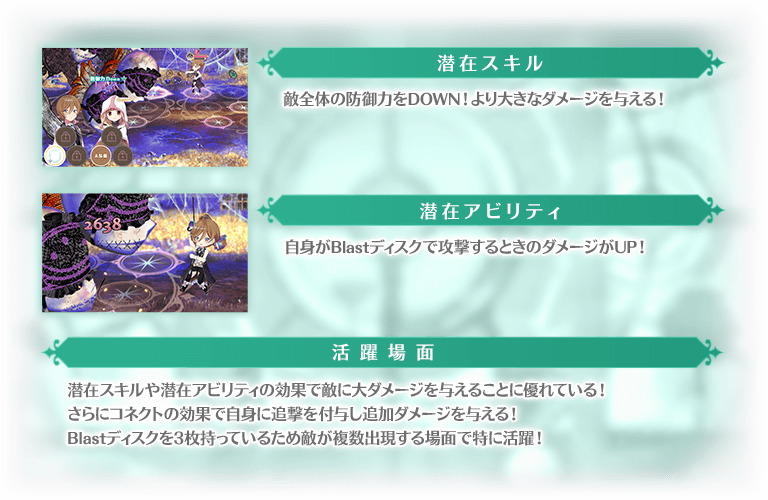 潜在スキル
防御力Down
敵全体の防御力をDOWN！より大きなダメージを与える！
潜在アビリティ
2638
自身がBlastディスクで攻撃するときのダメージがUP！
活躍場面
潜在スキルや潜在アビリティの効果で敵に大ダメージを与えることに優れている！
さらにコネクトの効果で自身に追撃を付与し追加ダメージを与える！
Blastディスクを3枚持っているため敵が複数出現する場面で特に活躍！